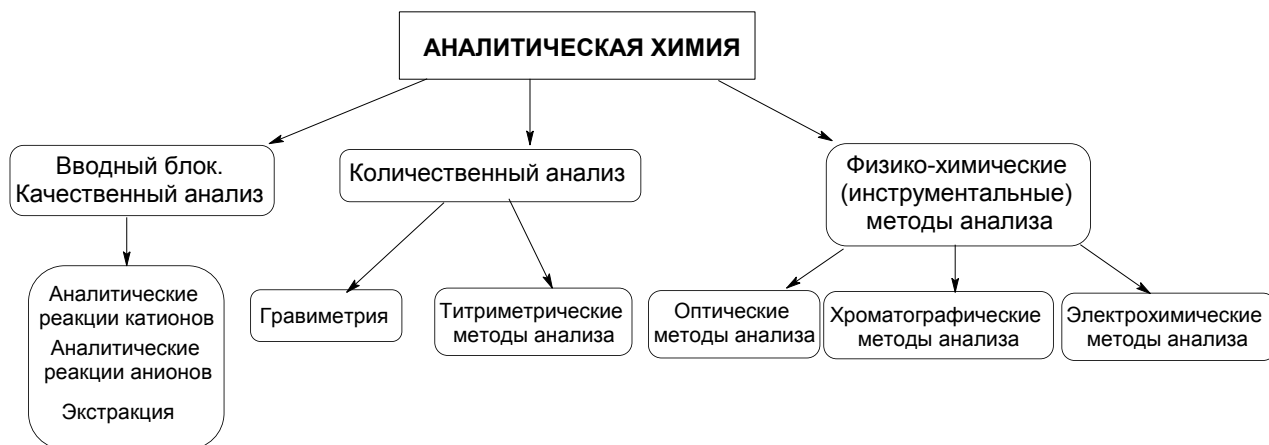 АНАЛИТИЧЕСКАЯ ХИМИЯ
Вводный блок.
Качественный анализ
Количественный анализ
Физико-химические
(инструментальные)
методы анализа
Аналитические
реакции катионов
Аналитические
реакции анионов
Экстракция
Гравиметрия
Титриметрические
методы анализа
Оптические
методы анализа
Хроматографические
методы анализа
Электрохимические
методы анализа